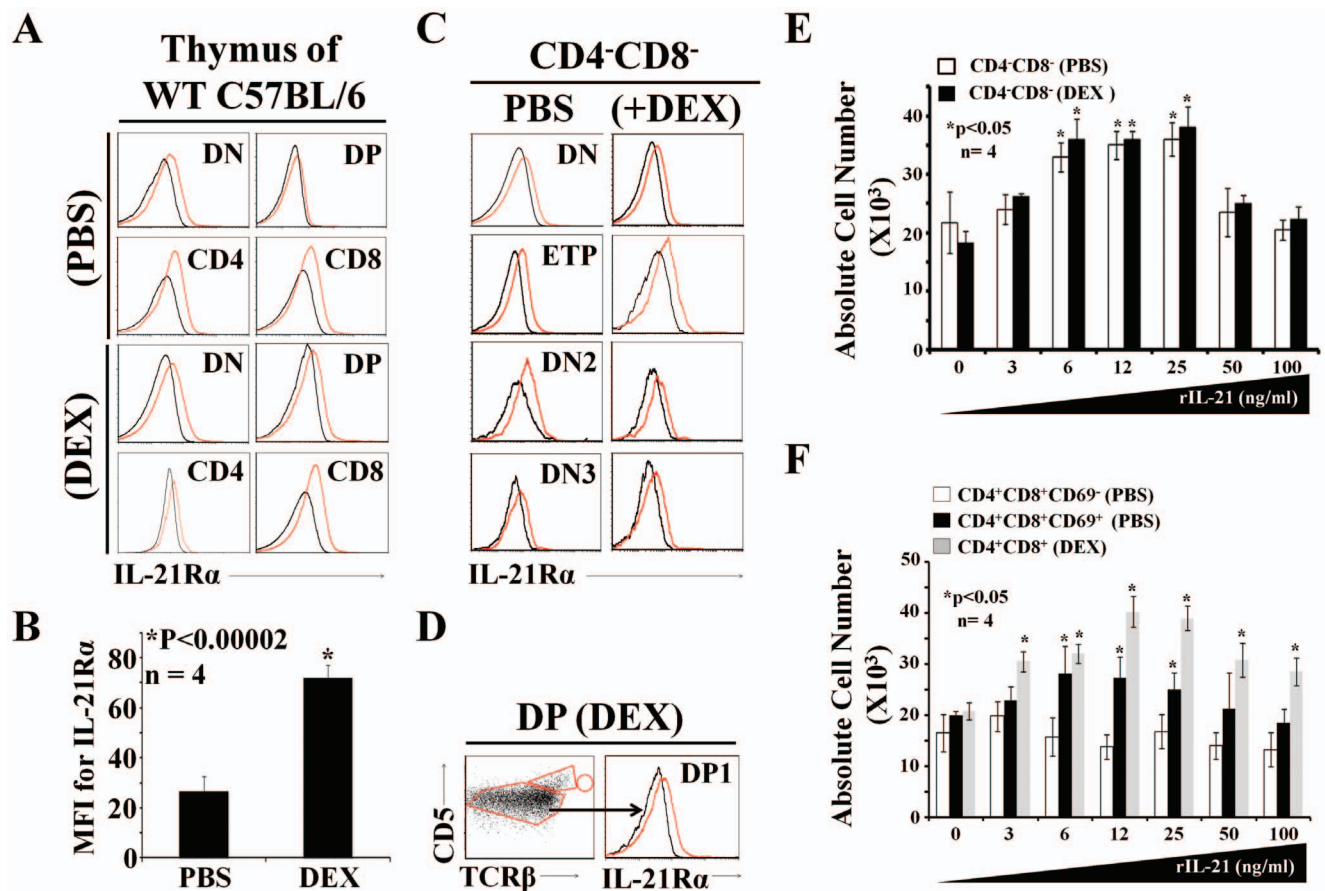 A
Thymus of
WT C57BL/6
(PBS)
DN
DP
CD4
CD8
(DEX)
DN
DP
CD4
CD8
IL-21Rα
B
*P<0.00002
n = 4
MFI for IL-21Rα
80
60
40
20
0
*
PBS
DEX
C
CD4-CD8-
PBS
(+DEX)
DN
ETP
DN2
DN3
IL-21Rα
D
DP (DEX)
DP1
CD5
TCRβ
IL-21Rα
E
CD4-CD8- (PBS)
CD4-CD8- (DEX )
*p<0.05
n= 4
Absolute Cell Number
(X10³)
40
30
20
10
0
* * * * * *
0 3 6 12 25 50 100
rIL-21 (ng/ml)
F
CD4+CD8+CD69- (PBS)
CD4+CD8+CD69+ (PBS)
CD4+CD8+ (DEX)
*p<0.05
n= 4
Absolute Cell Number
(X10³)
50
40
30
20
10
0
* * * * * * * * *
0 3 6 12 25 50 100
rIL-21 (ng/ml)